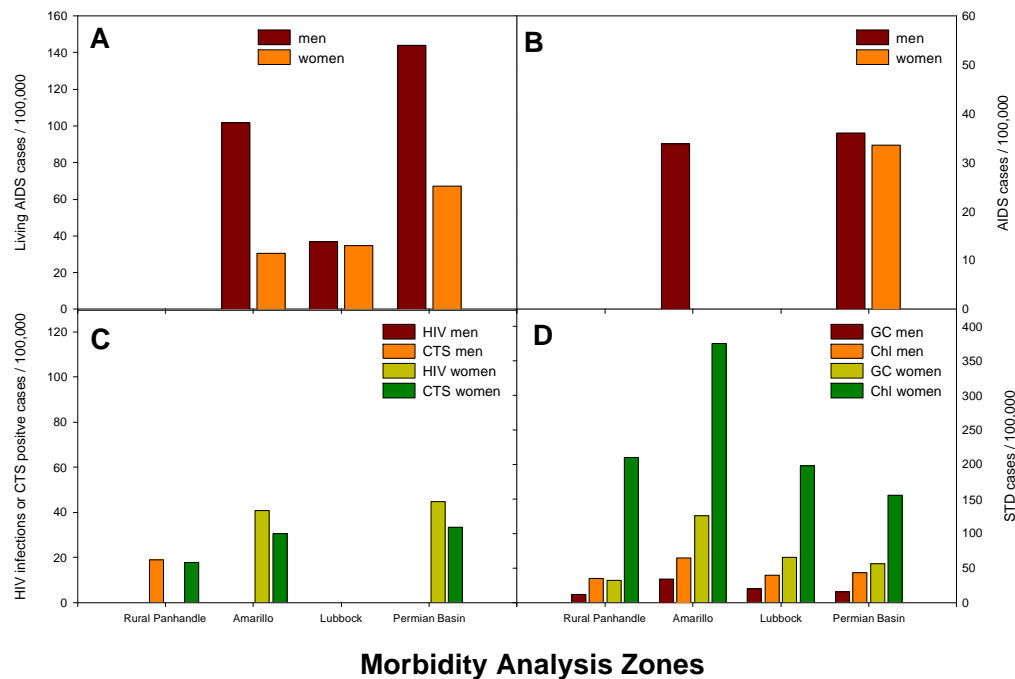 A
men
women
Living AIDS cases / 100,000
160
140
120
100
80
60
40
20
0
B
men
women
AIDS cases / 100,000
60
50
40
30
20
10
0
C
HIV men
CTS men
HIV women
CTS women
HIV infections or CTS positve cases / 100,000
120
100
80
60
40
20
0
Rural Panhandle Amarillo Lubbock Permian Basin
D
GC men
Chl men
GC women
Chl women
STD cases / 100.000
400
350
300
250
200
150
100
50
0
Rural Panhandle Amarillo Lubbock Permian Basin
Morbidity Analysis Zones